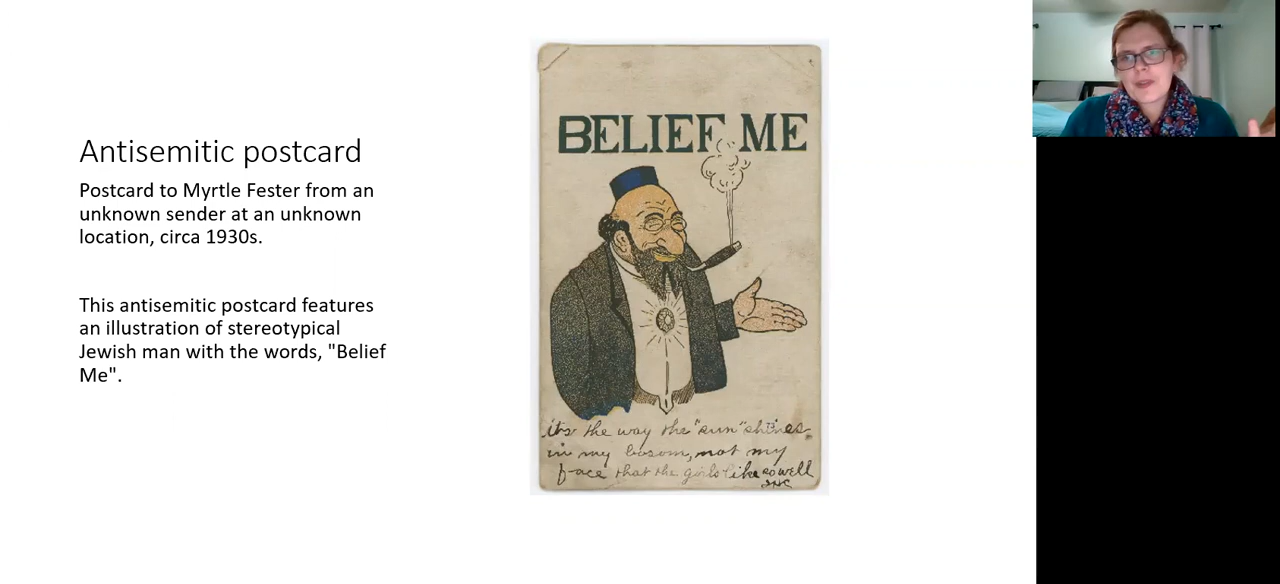 Antisemitic postcard
Postcard to Myrtle Fester from an
unknown sender at an unknown
location, circa 1930s.
This antisemitic postcard features
an illustration of stereotypical
Jewish man with the words, "Belief
Me".
BELIEF ME
its the way the "sun" shines
in my bosom, not my
face that the girls like so well